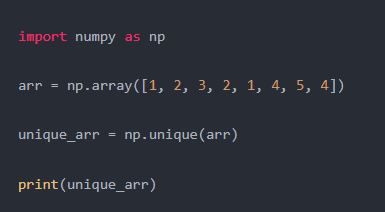 import numpy as np
arr = np.array([1, 2, 3, 2, 1, 4, 5, 4])
unique_arr = np.unique(arr)
print(unique_arr)